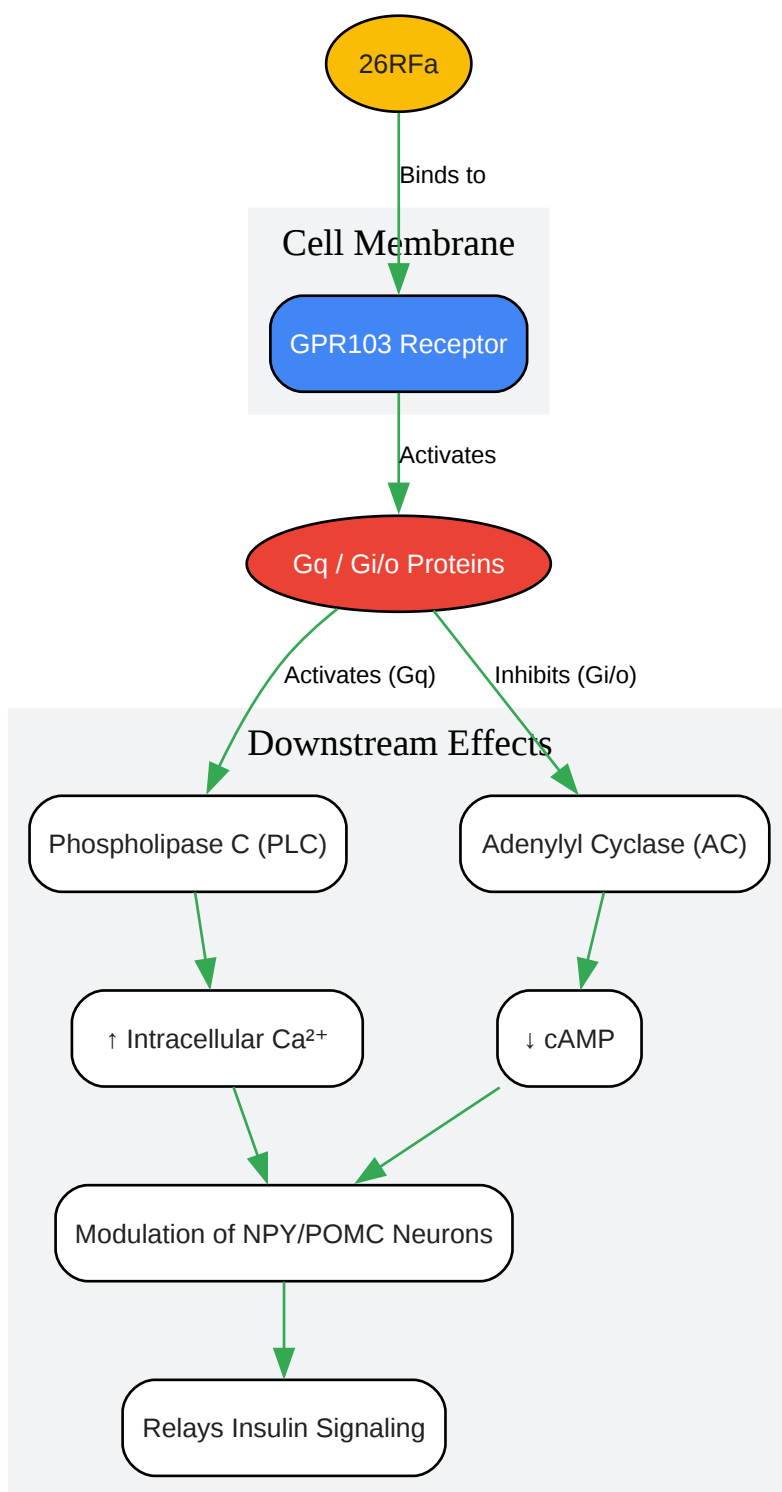 26RFa
Binds to
Cell Membrane
GPR103 Receptor
Activates
Gq / Gi/o Proteins
Activates (Gq)
Inhibits (Gi/o)
Downstream Effects
Phospholipase C (PLC)
Adenylyl Cyclase (AC)
↑ Intracellular Ca²⁺
↓ cAMP
Modulation of NPY/POMC Neurons
Relays Insulin Signaling